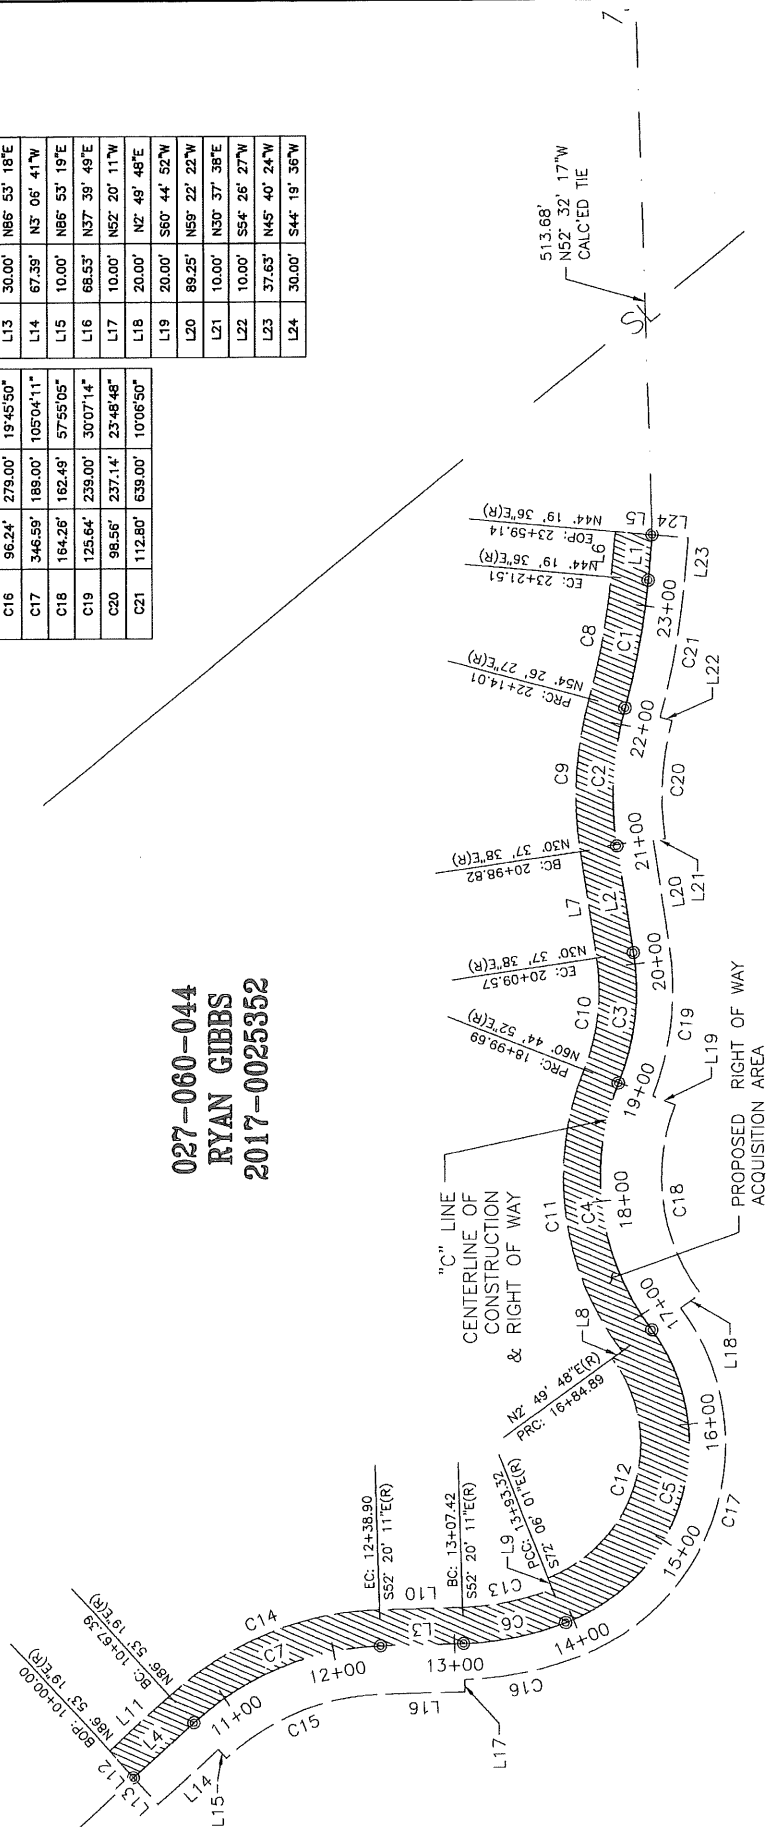 L13 30.00' N86° 53' 18"E
L14 67.39' N3° 06' 41"W
L15 10.00' N86° 53' 19"E
L16 68.53' N37° 39' 49"E
L17 10.00' N52° 20' 11"W
L18 20.00' N2° 49' 48"E
L19 20.00' S60° 44' 52"W
L20 89.25' N59° 22' 22"W
L21 10.00' N30° 37' 38"E
L22 10.00' S54° 26' 27"W
L23 37.63' N45° 40' 24"W
L24 30.00' S44° 19' 36"W
C16 96.24' 279.00' 19°45'50"
C17 346.59' 189.00' 105°04'11"
C18 164.26' 162.49' 57°55'05"
C19 125.64' 239.00' 30°07'14"
C20 98.56' 237.14' 23°48'48"
C21 112.80' 639.00' 10°06'50"
027-060-044
RYAN GIBBS
2017-0025352
513.68'
N52° 32' 17"W
CALC'ED TIE
SL
"C" LINE
CENTERLINE OF
CONSTRUCTION
& RIGHT OF WAY
PROPOSED RIGHT OF WAY
ACQUISITION AREA
BOP: 10+00.00
N86° 53' 19"E(R)
BC: 10+67.39
N86° 53' 19"E(R)
EC: 12+38.90
S52° 20' 11"E(R)
BC: 13+07.42
S52° 20' 11"E(R)
PCC: 13+93.52
S72° 06' 01"E(R)
N2° 49' 48"E(R)
PRC: 16+84.89
PRC: 18+99.69
N60° 44' 52"E(R)
EC: 20+09.57
N30° 37' 38"E(R)
BC: 20+98.82
N30° 37' 38"E(R)
PRC: 22+14.01
N54° 26' 27"E(R)
EC: 23+21.51
N44° 19' 36"E(R)
EOP: 23+59.14
N44° 19' 36"E(R)
L13
L12
L11
L4
L14
L15
11+00
C14
C7
C15
12+00
L10
L3
L16
L17
13+00
C13
C6
C16
14+00
L9
C12
C5
15+00
C17
16+00
L8
17+00
L18
C11
C4
18+00
C18
L19
19+00
C10
C3
C19
20+00
L7
L2
L20
L21
21+00
C9
C2
C20
22+00
L22
C8
C1
C21
23+00
L6
L1
L5
L24
L23